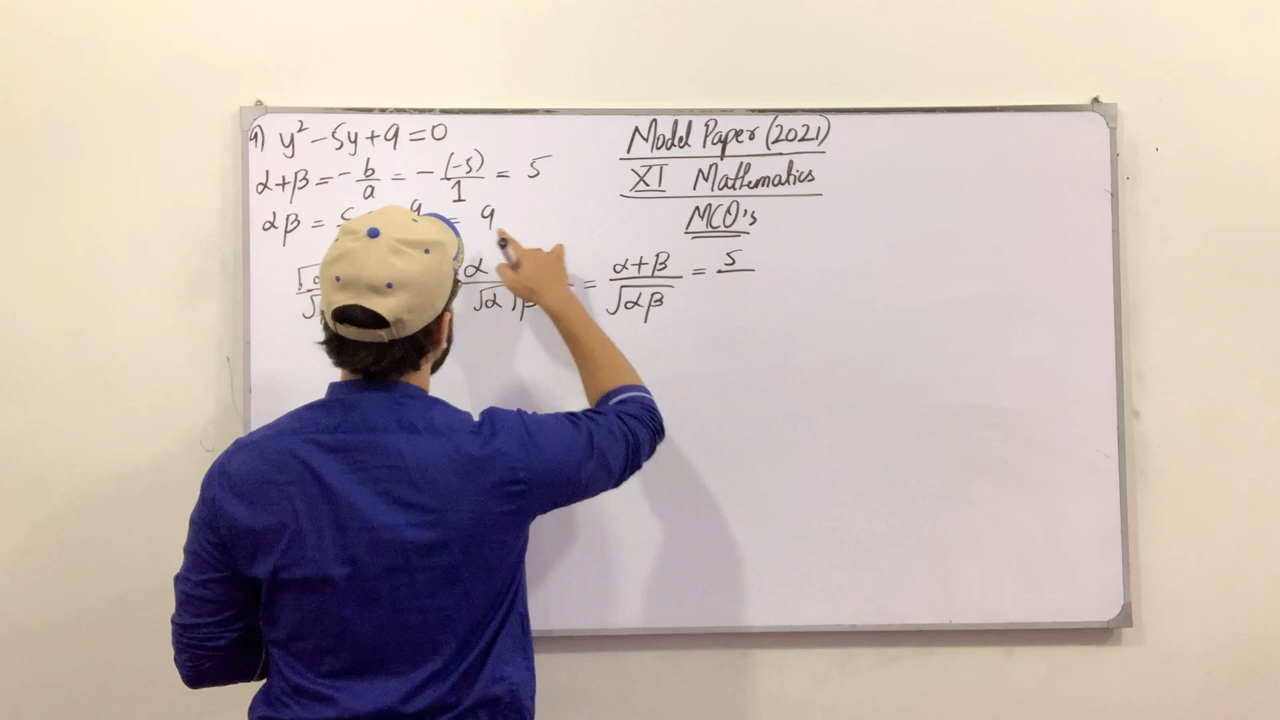 9) y² - 5y + 9 = 0
α+β = - b/a = - (-5)/1 = 5
αβ = = 9
α / √α √β = α+β / √αβ = 5
Model Paper (2021)
XI Mathematics
MCQ's